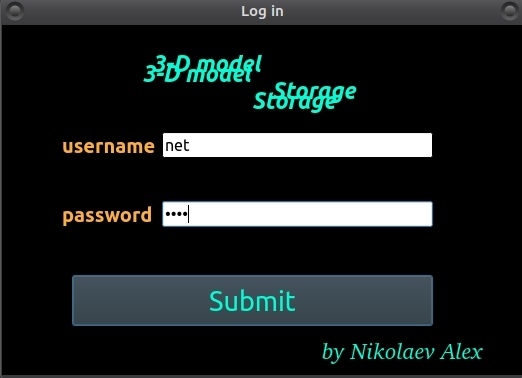 Log in
3-D model
3-D model
Storage
Storage
username net
password ••••
Submit
by Nikolaev Alex